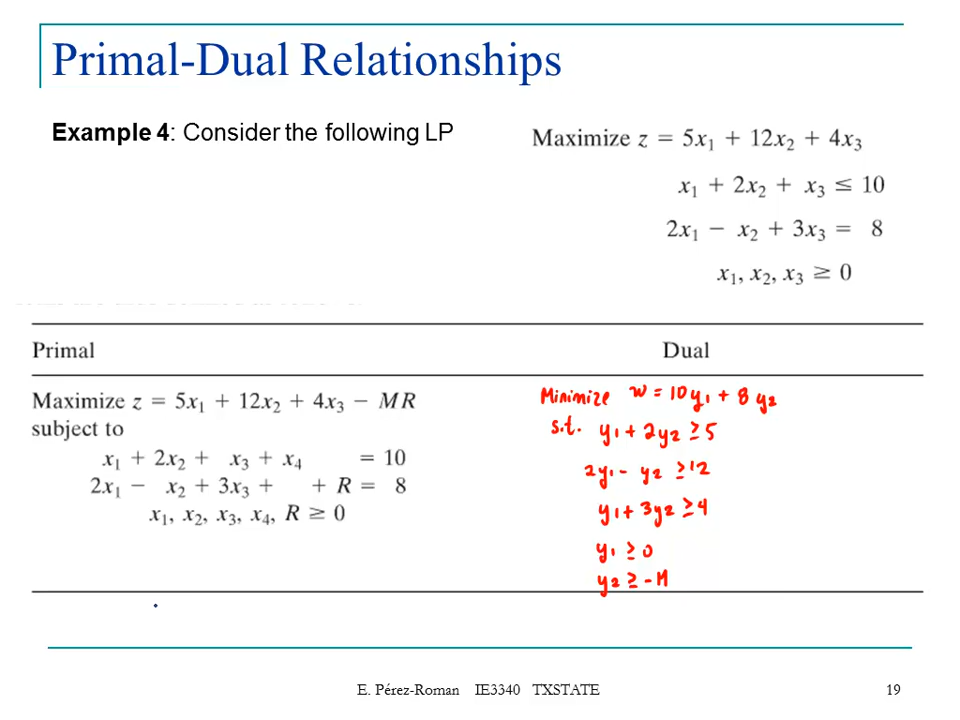 Primal-Dual Relationships
Example 4: Consider the following LP
Maximize z = 5x₁ + 12x₂ + 4x₃
x₁ + 2x₂ + x₃ ≤ 10
2x₁ − x₂ + 3x₃ = 8
x₁, x₂, x₃ ≥ 0
Primal Dual
Maximize z = 5x₁ + 12x₂ + 4x₃ − MR
subject to
x₁ + 2x₂ + x₃ + x₄ = 10
2x₁ − x₂ + 3x₃ + + R = 8
x₁, x₂, x₃, x₄, R ≥ 0
Minimize w = 10y₁ + 8y₂
s.t. y₁ + 2y₂ ≥ 5
2y₁ - y₂ ≥ 12
y₁ + 3y₂ ≥ 4
y₁ ≥ 0
y₂ ≥ -M
E. Pérez-Roman IE3340 TXSTATE 19